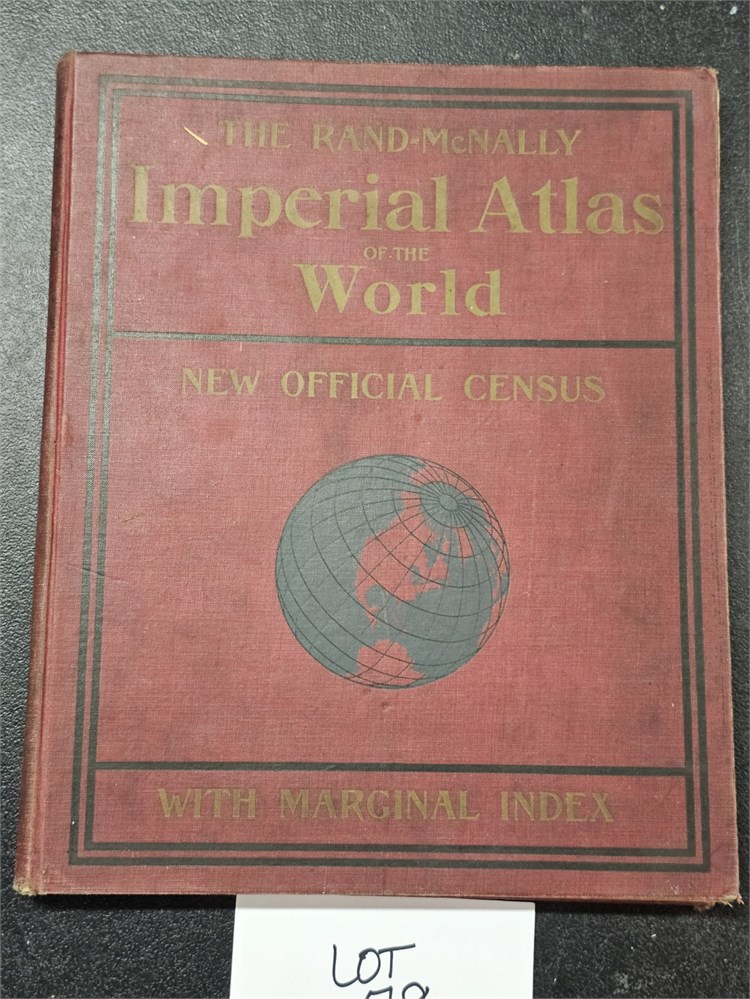 THE RAND-McNALLY
Imperial Atlas
OF THE
World
NEW OFFICIAL CENSUS
WITH MARGINAL INDEX
LOT